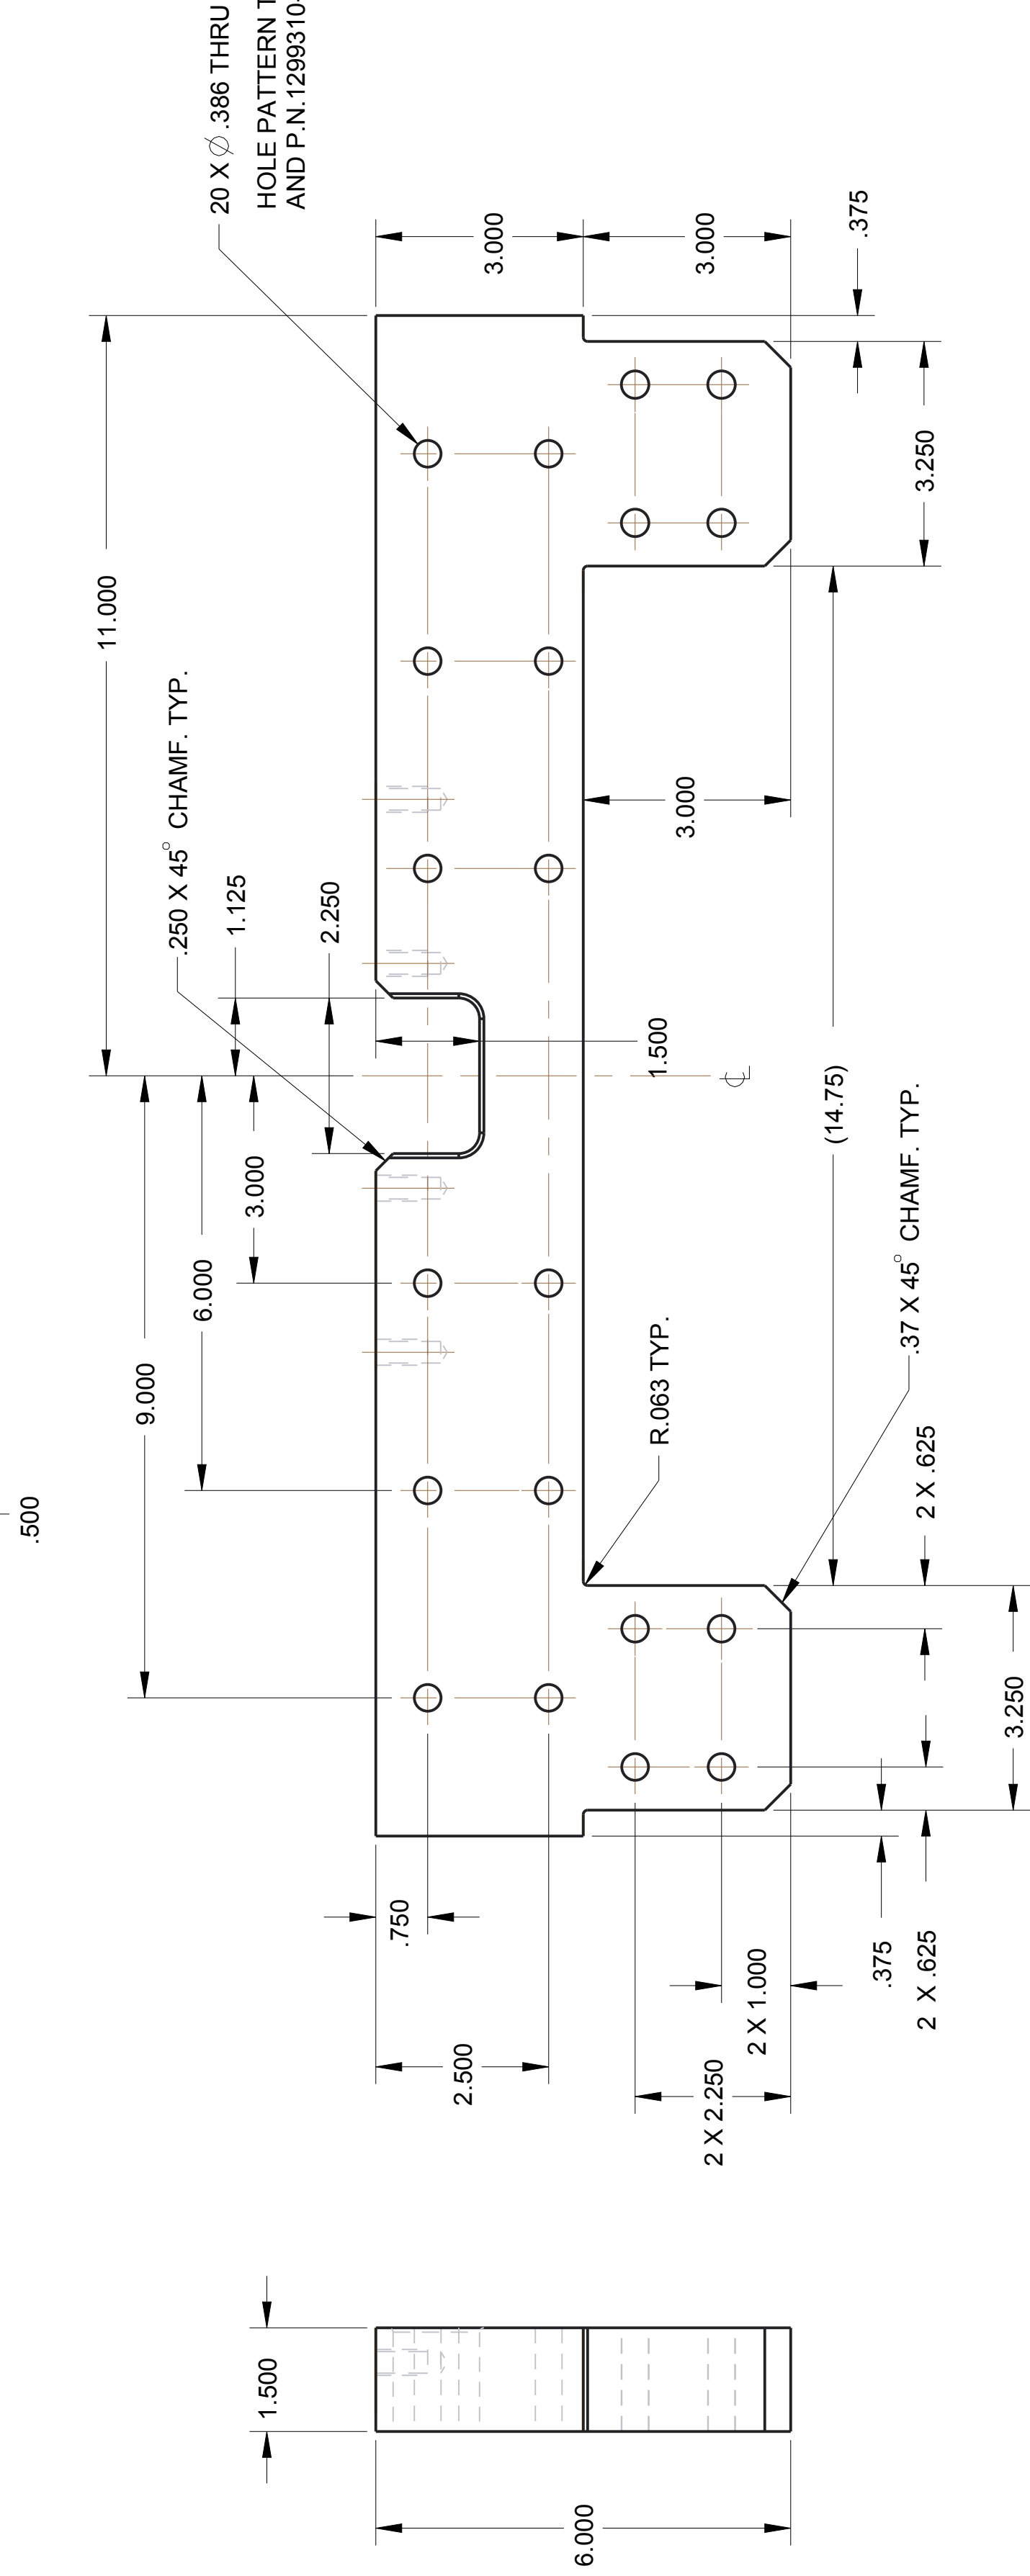 20 X ∅ .386 THRU
HOLE PATTERN T
AND P.N.1299310-
11.000
.250 X 45° CHAMF. TYP.
1.125
2.250
3.000
6.000
9.000
.500
3.000
3.000
.375
3.250
3.000
1.500
℄
(14.75)
.37 X 45° CHAMF. TYP.
R.063 TYP.
2 X .625
3.250
.750
2.500
.375
2 X .625
2 X 1.000
2 X 2.250
1.500
6.000